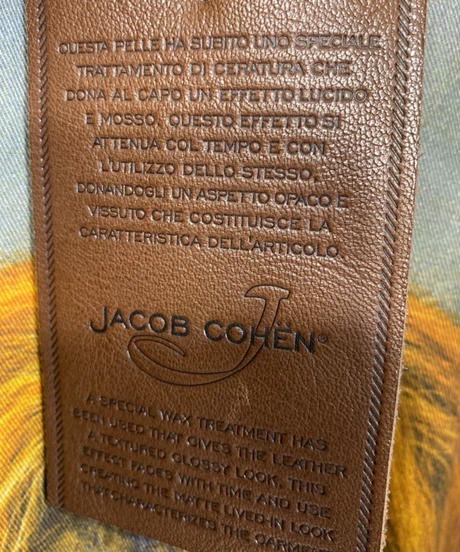 QUESTA PELLE HA SUBITO UNO SPECIALE
TRATTAMENTO DI CERATURA CHE
DONA AL CAPO UN EFFETTO LUCIDO
E MOSSO. QUESTO EFFETTO SI
ATTENUA COL TEMPO E CON
L'UTILIZZO DELLO STESSO,
DONANDOGLI UN ASPETTO OPACO E
VISSUTO CHE COSTITUISCE LA
CARATTERISTICA DELL'ARTICOLO.
J
JACOB COHËN®
A SPECIAL WAX TREATMENT HAS
BEEN USED THAT GIVES THE LEATHER
A TEXTURED GLOSSY LOOK. THIS
EFFECT FADES WITH TIME AND USE
CREATING THE MATTE LIVED-IN LOOK
THAT CHARACTERIZED THE GARMENT